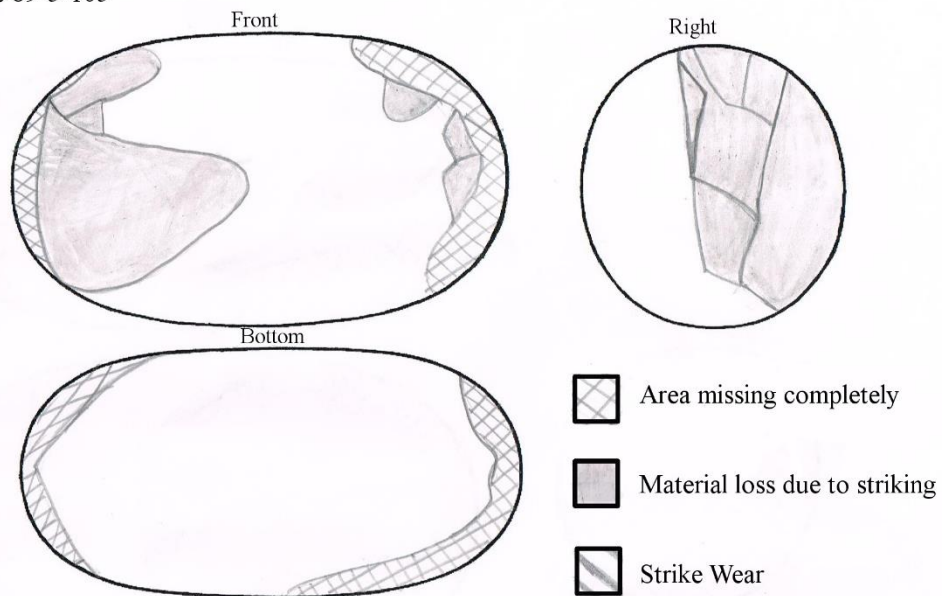 Front
Right
Bottom
Area missing completely
Material loss due to striking
Strike Wear